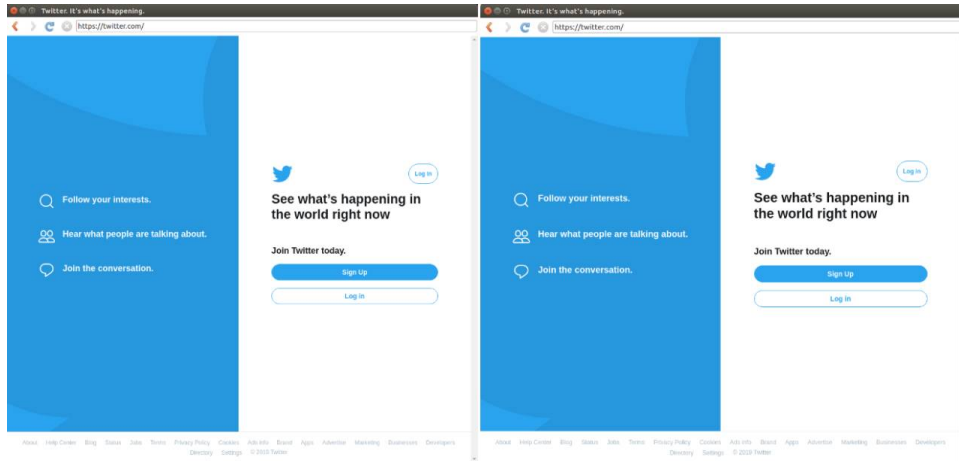 Twitter. It's what's happening.
https://twitter.com/
Follow your interests.
Hear what people are talking about.
Join the conversation.
Log in
See what's happening in
the world right now
Join Twitter today.
Sign Up
Log in
About Help Center Blog Status Jobs Terms Privacy Policy Cookies Ads info Brand Apps Advertise Marketing Businesses Developers
Directory Settings © 2018 Twitter
Twitter. It's what's happening.
https://twitter.com/
Follow your interests.
Hear what people are talking about.
Join the conversation.
Log in
See what's happening in
the world right now
Join Twitter today.
Sign Up
Log in
About Help Center Blog Status Jobs Terms Privacy Policy Cookies Ads info Brand Apps Advertise Marketing Businesses Developers
Directory Settings © 2018 Twitter